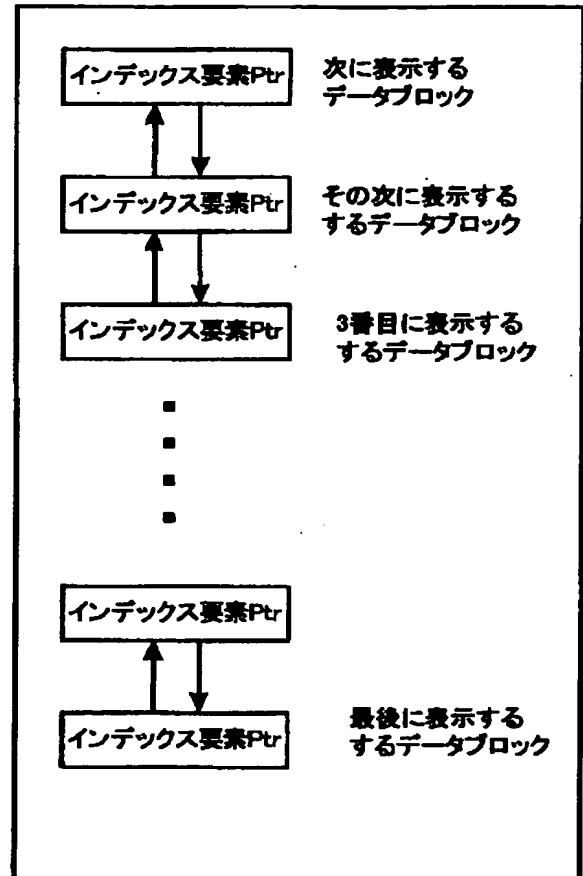 インデックス要素Ptr
次に表示する
データブロック
インデックス要素Ptr
その次に表示する
するデータブロック
インデックス要素Ptr
3番目に表示する
するデータブロック
インデックス要素Ptr
インデックス要素Ptr
最後に表示する
するデータブロック